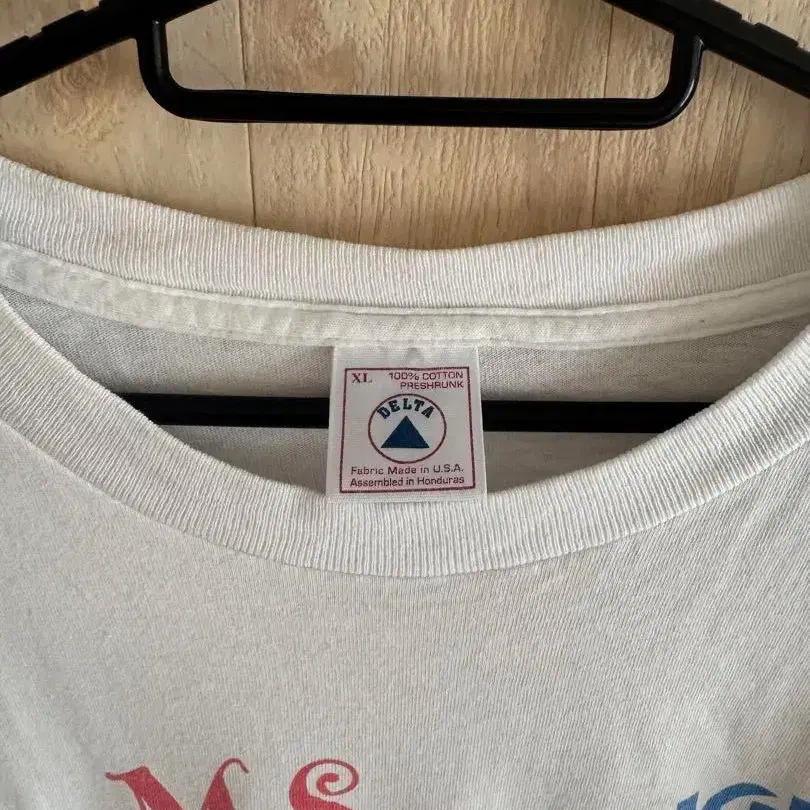 XL 100% COTTON
PRESHRUNK
DELTA
Fabric Made in U.S.A.
Assembled in Honduras
M S